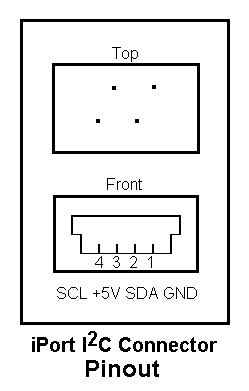 Top
Front
4 3 2 1
SCL +5V SDA GND
iPort I²C Connector
Pinout